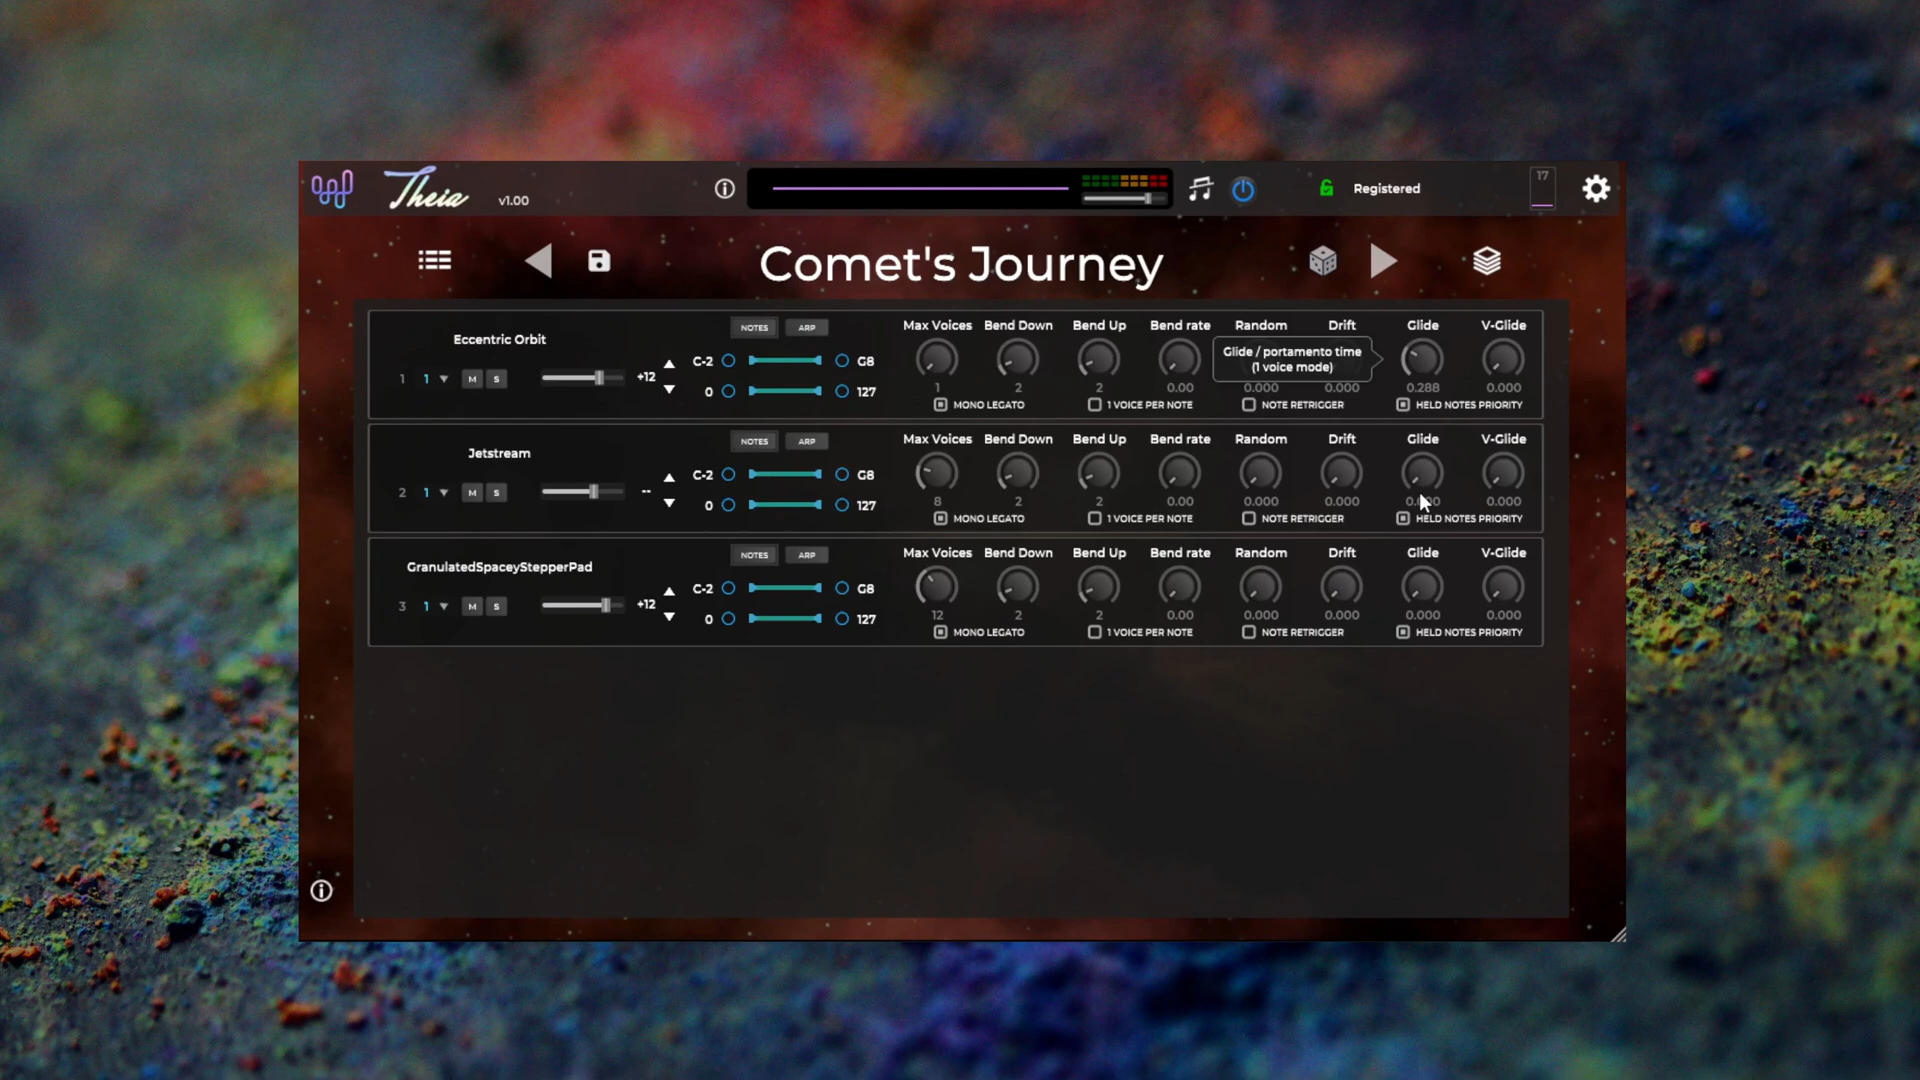 Theia v1.00
Registered
17
Comet's Journey
Eccentric Orbit
1 1 M S +12
NOTES ARP
C-2 G8
0 127
Max Voices Bend Down Bend Up Bend rate Random Drift Glide V-Glide
Glide / portamento time
(1 voice mode)
1 2 2 0.00 0.000 0.000 0.288 0.000
MONO LEGATO 1 VOICE PER NOTE NOTE RETRIGGER HELD NOTES PRIORITY
Jetstream
2 1 M S --
NOTES ARP
C-2 G8
0 127
Max Voices Bend Down Bend Up Bend rate Random Drift Glide V-Glide
8 2 2 0.00 0.000 0.000 0.000
MONO LEGATO 1 VOICE PER NOTE NOTE RETRIGGER HELD NOTES PRIORITY
GranulatedSpaceyStepperPad
3 1 M S +12
NOTES ARP
C-2 G8
0 127
Max Voices Bend Down Bend Up Bend rate Random Drift Glide V-Glide
12 2 2 0.00 0.000 0.000 0.000 0.000
MONO LEGATO 1 VOICE PER NOTE NOTE RETRIGGER HELD NOTES PRIORITY